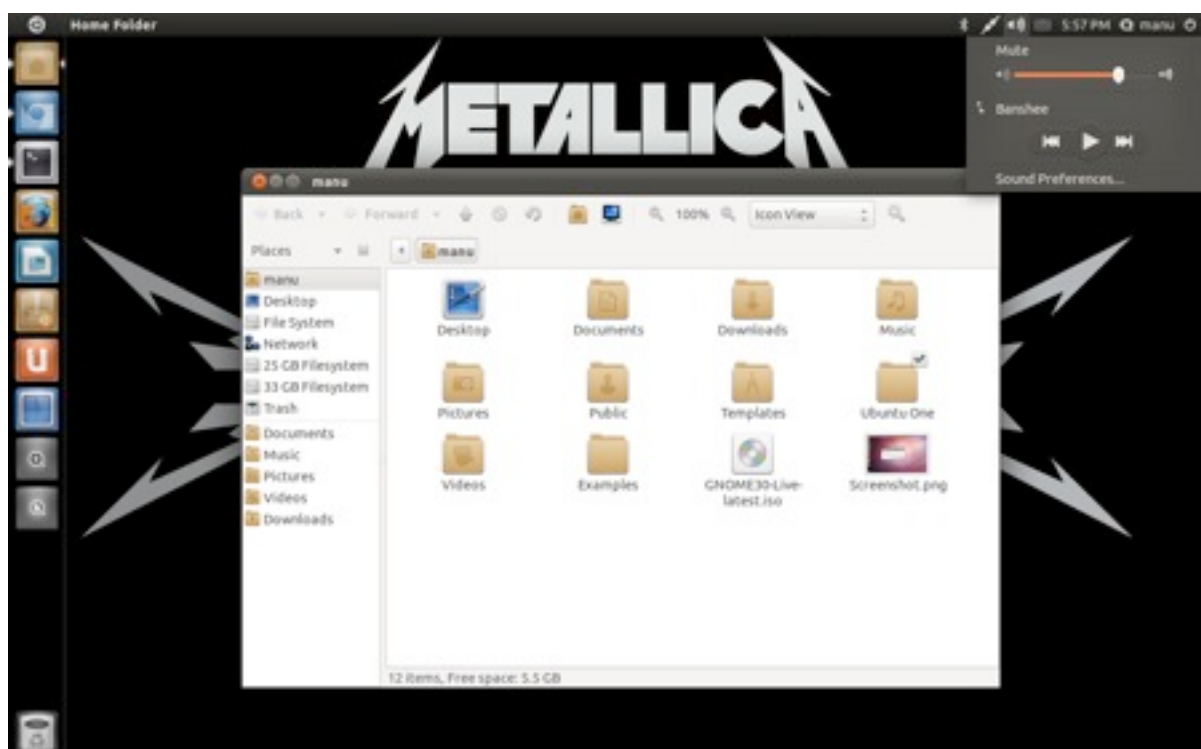 Home Folder
5:57 PM manu
Mute
METALLICA
Banshee
Sound Preferences...
manu
Back Forward 100% Icon View
Places manu
manu
Desktop
File System
Network
25 GB Filesystem
33 GB Filesystem
Trash
Documents
Music
Pictures
Videos
Downloads
Desktop Documents Downloads Music
Pictures Public Templates Ubuntu One
Videos Examples GNOME30-Live-latest.iso Screenshot.png
12 items, Free space: 5.5 GB